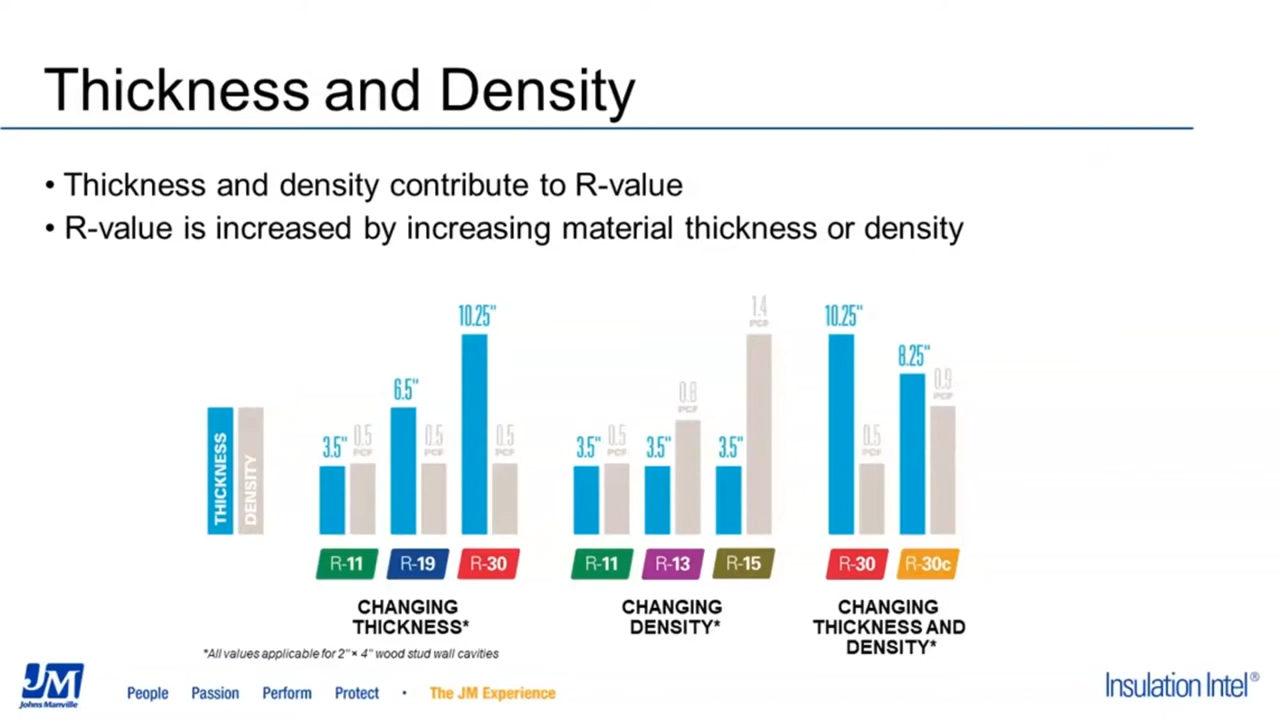 Thickness and Density
• Thickness and density contribute to R-value
• R-value is increased by increasing material thickness or density
THICKNESS
DENSITY
3.5"
0.5
PCF
6.5"
0.5
PCF
10.25"
0.5
PCF
R-11
R-19
R-30
CHANGING
THICKNESS*
3.5"
0.5
PCF
3.5"
0.8
PCF
3.5"
1.4
PCF
R-11
R-13
R-15
CHANGING
DENSITY*
10.25"
0.5
PCF
8.25"
0.9
PCF
R-30
R-30c
CHANGING
THICKNESS AND
DENSITY*
*All values applicable for 2"× 4" wood stud wall cavities
JM
Johns Manville
People Passion Perform Protect • The JM Experience
Insulation Intel®